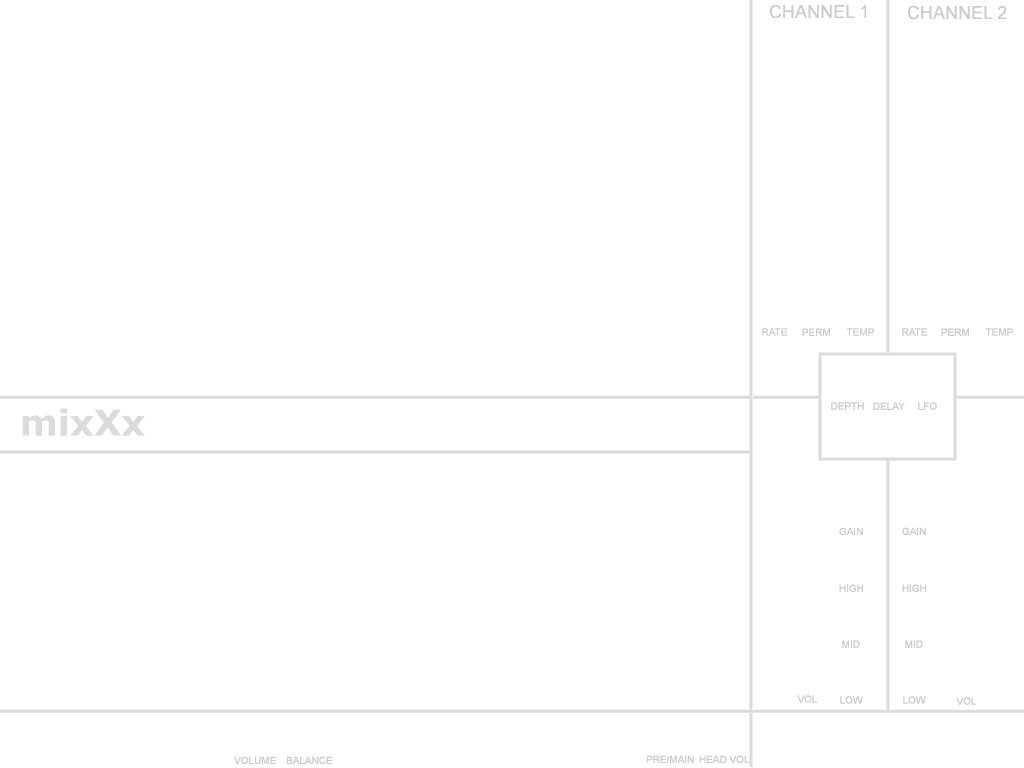 CHANNEL 1 CHANNEL 2
RATE PERM TEMP RATE PERM TEMP
DEPTH DELAY LFO
mixXx
GAIN GAIN
HIGH HIGH
MID MID
VOL LOW LOW VOL
VOLUME BALANCE PRE/MAIN HEAD VOL